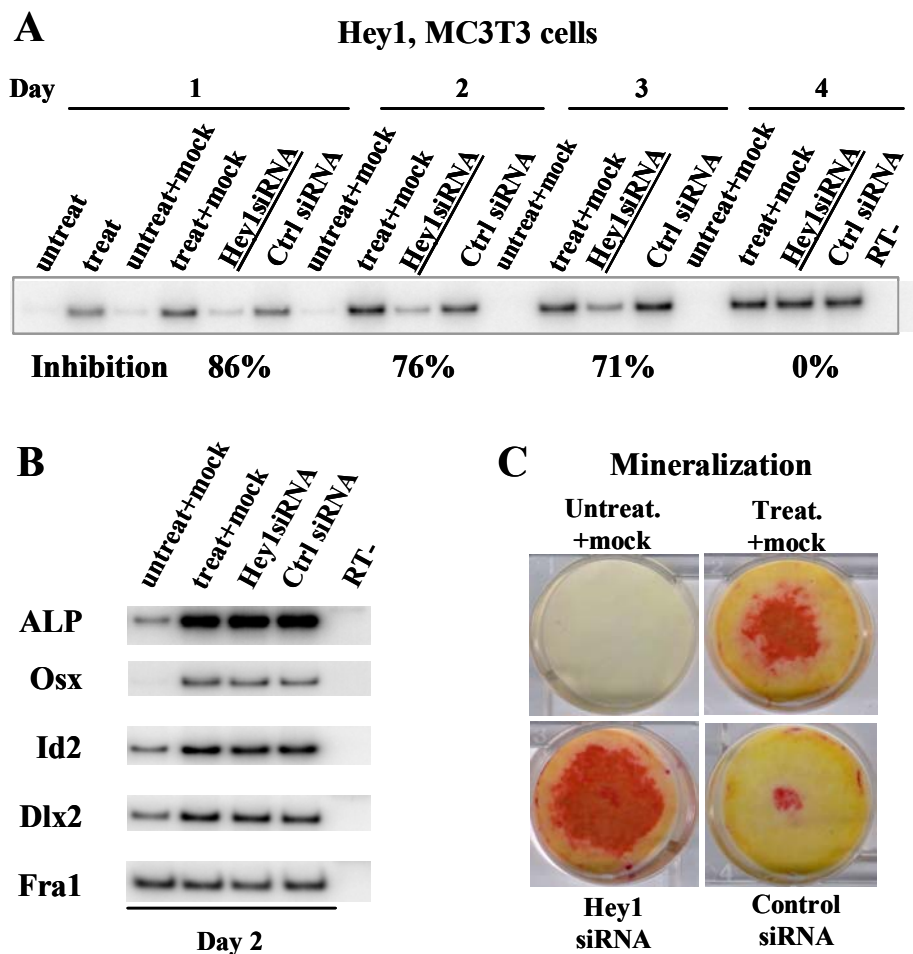 A
Hey1, MC3T3 cells
Day 1 2 3 4
untreat treat untreat+mock treat+mock Hey1siRNA Ctrl siRNA untreat+mock treat+mock Hey1siRNA Ctrl siRNA untreat+mock treat+mock Hey1siRNA Ctrl siRNA untreat+mock treat+mock Hey1siRNA Ctrl siRNA RT-
Inhibition 86% 76% 71% 0%
B
untreat+mock treat+mock Hey1siRNA Ctrl siRNA RT-
ALP
Osx
Id2
Dlx2
Fra1
Day 2
C Mineralization
Untreat. Treat.
+mock +mock
Hey1 Control
siRNA siRNA